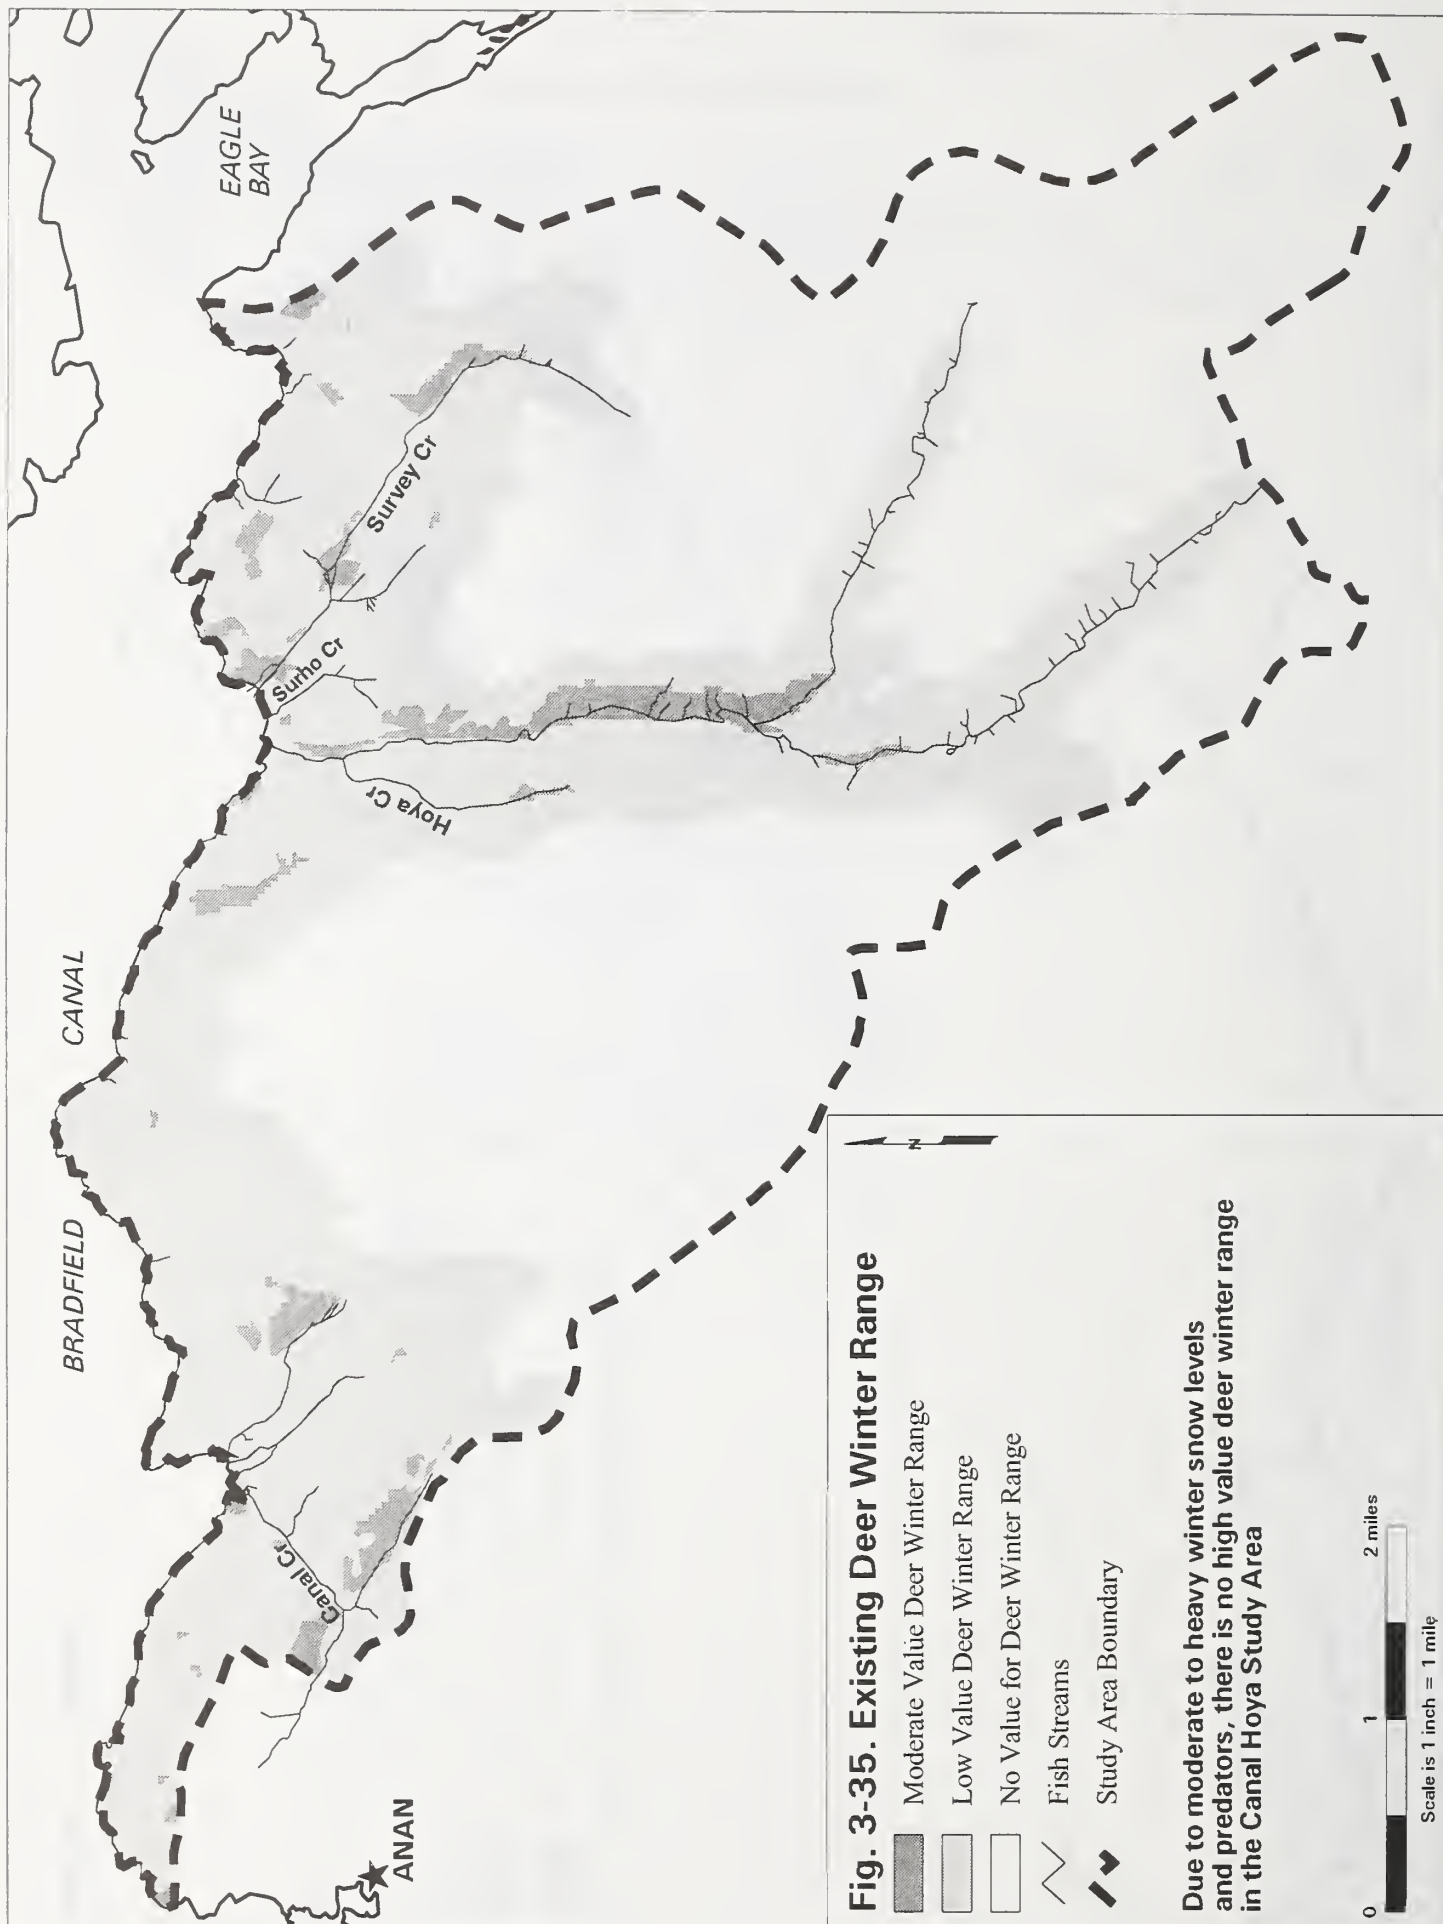 BRADFIELD
CANAL
EAGLE
BAY
Survey Cr
Surho Cr
Hoya Cr
Canal Cr
ANAN
Fig. 3-35. Existing Deer Winter Range
Moderate Value Deer Winter Range
Low Value Deer Winter Range
No Value for Deer Winter Range
Fish Streams
Study Area Boundary
N
Due to moderate to heavy winter snow levels
and predators, there is no high value deer winter range
in the Canal Hoya Study Area
0 1 2 miles
Scale is 1 inch = 1 mile